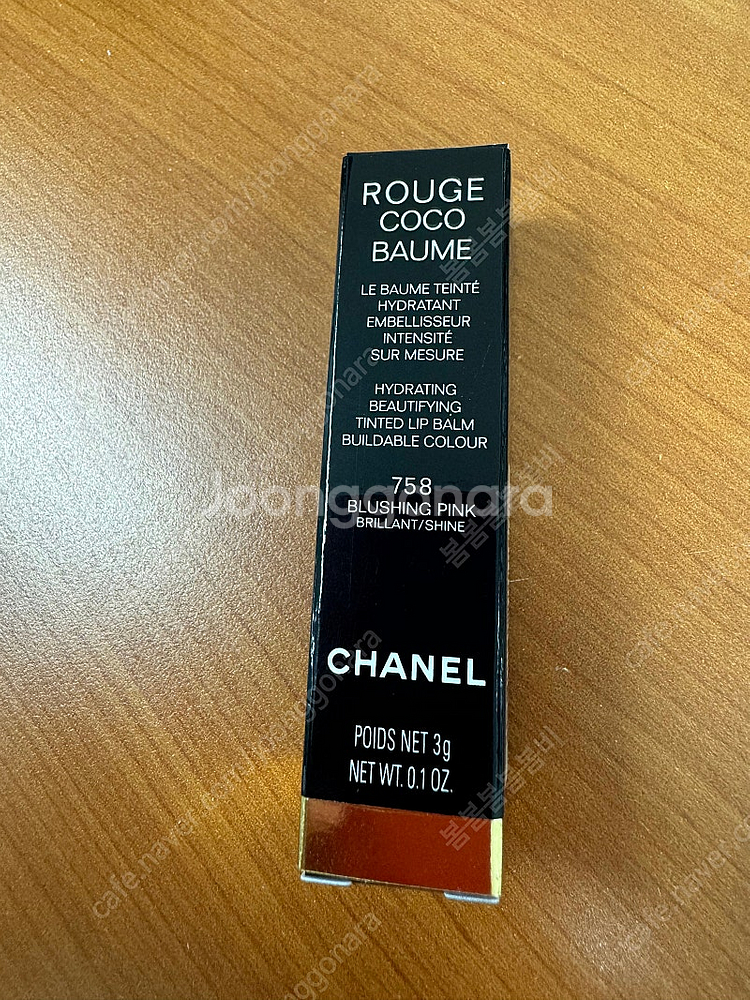 ROUGE
COCO
BAUME
LE BAUME TEINTÉ
HYDRATANT
EMBELLISSEUR
INTENSITÉ
SUR MESURE
HYDRATING
BEAUTIFYING
TINTED LIP BALM
BUILDABLE COLOUR
758
Joonggonara
BLUSHING PINK
BRILLANT/SHINE
CHANEL
POIDS NET 3g
NET WT. 0.1 OZ.